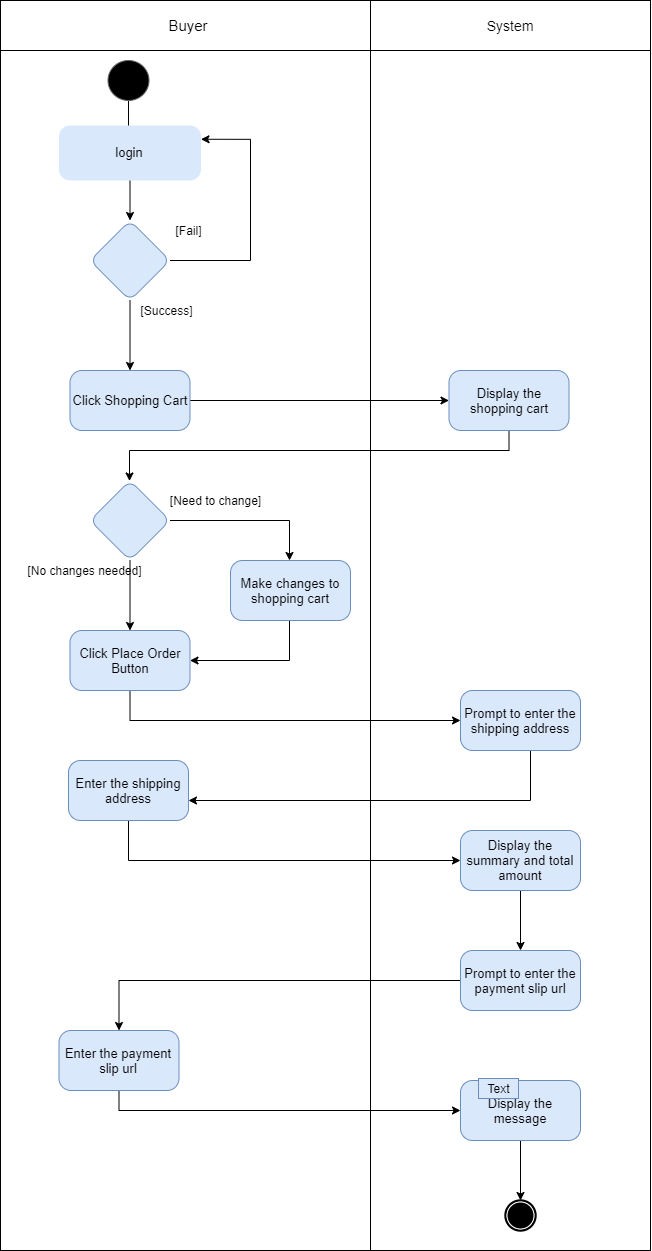 Buyer
System
login
[Fail]
[Success]
Click Shopping Cart
Display the
shopping cart
[Need to change]
[No changes needed]
Make changes to
shopping cart
Click Place Order
Button
Prompt to enter the
shipping address
Enter the shipping
address
Display the
summary and total
amount
Prompt to enter the
payment slip url
Enter the payment
slip url
Text
Display the
message